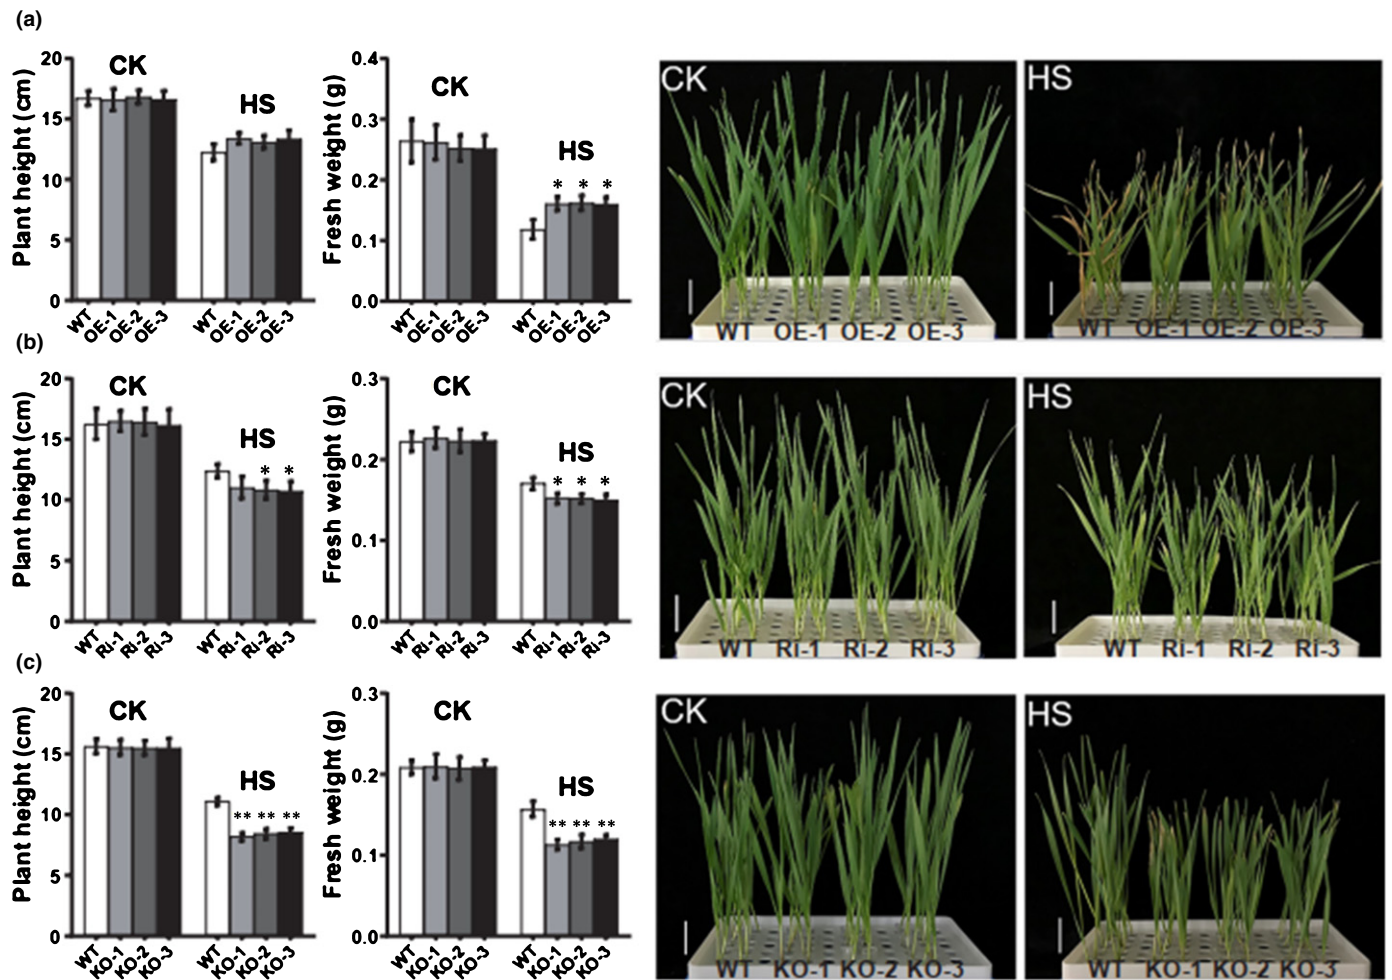 (a)
Plant height (cm)
20
15
10
5
0
CK
HS
WT OE-1 OE-2 OE-3 WT OE-1 OE-2 OE-3
Fresh weight (g)
0.4
0.3
0.2
0.1
0.0
CK
HS
* * *
WT OE-1 OE-2 OE-3 WT OE-1 OE-2 OE-3
CK
WT OE-1 OE-2 OE-3
HS
WT OE-1 OE-2 OE-3
(b)
Plant height (cm)
20
15
10
5
0
CK
HS
* *
WT Ri-1 Ri-2 Ri-3 WT Ri-1 Ri-2 Ri-3
Fresh weight (g)
0.3
0.2
0.1
0.0
CK
HS
* * *
WT Ri-1 Ri-2 Ri-3 WT Ri-1 Ri-2 Ri-3
CK
WT Ri-1 Ri-2 Ri-3
HS
WT Ri-1 Ri-2 Ri-3
(c)
Plant height (cm)
20
15
10
5
0
CK
HS
** ** **
WT KO-1 KO-2 KO-3 WT KO-1 KO-2 KO-3
Fresh weight (g)
0.3
0.2
0.1
0.0
CK
HS
** ** **
WT KO-1 KO-2 KO-3 WT KO-1 KO-2 KO-3
CK
WT KO-1 KO-2 KO-3
HS
WT KO-1 KO-2 KO-3